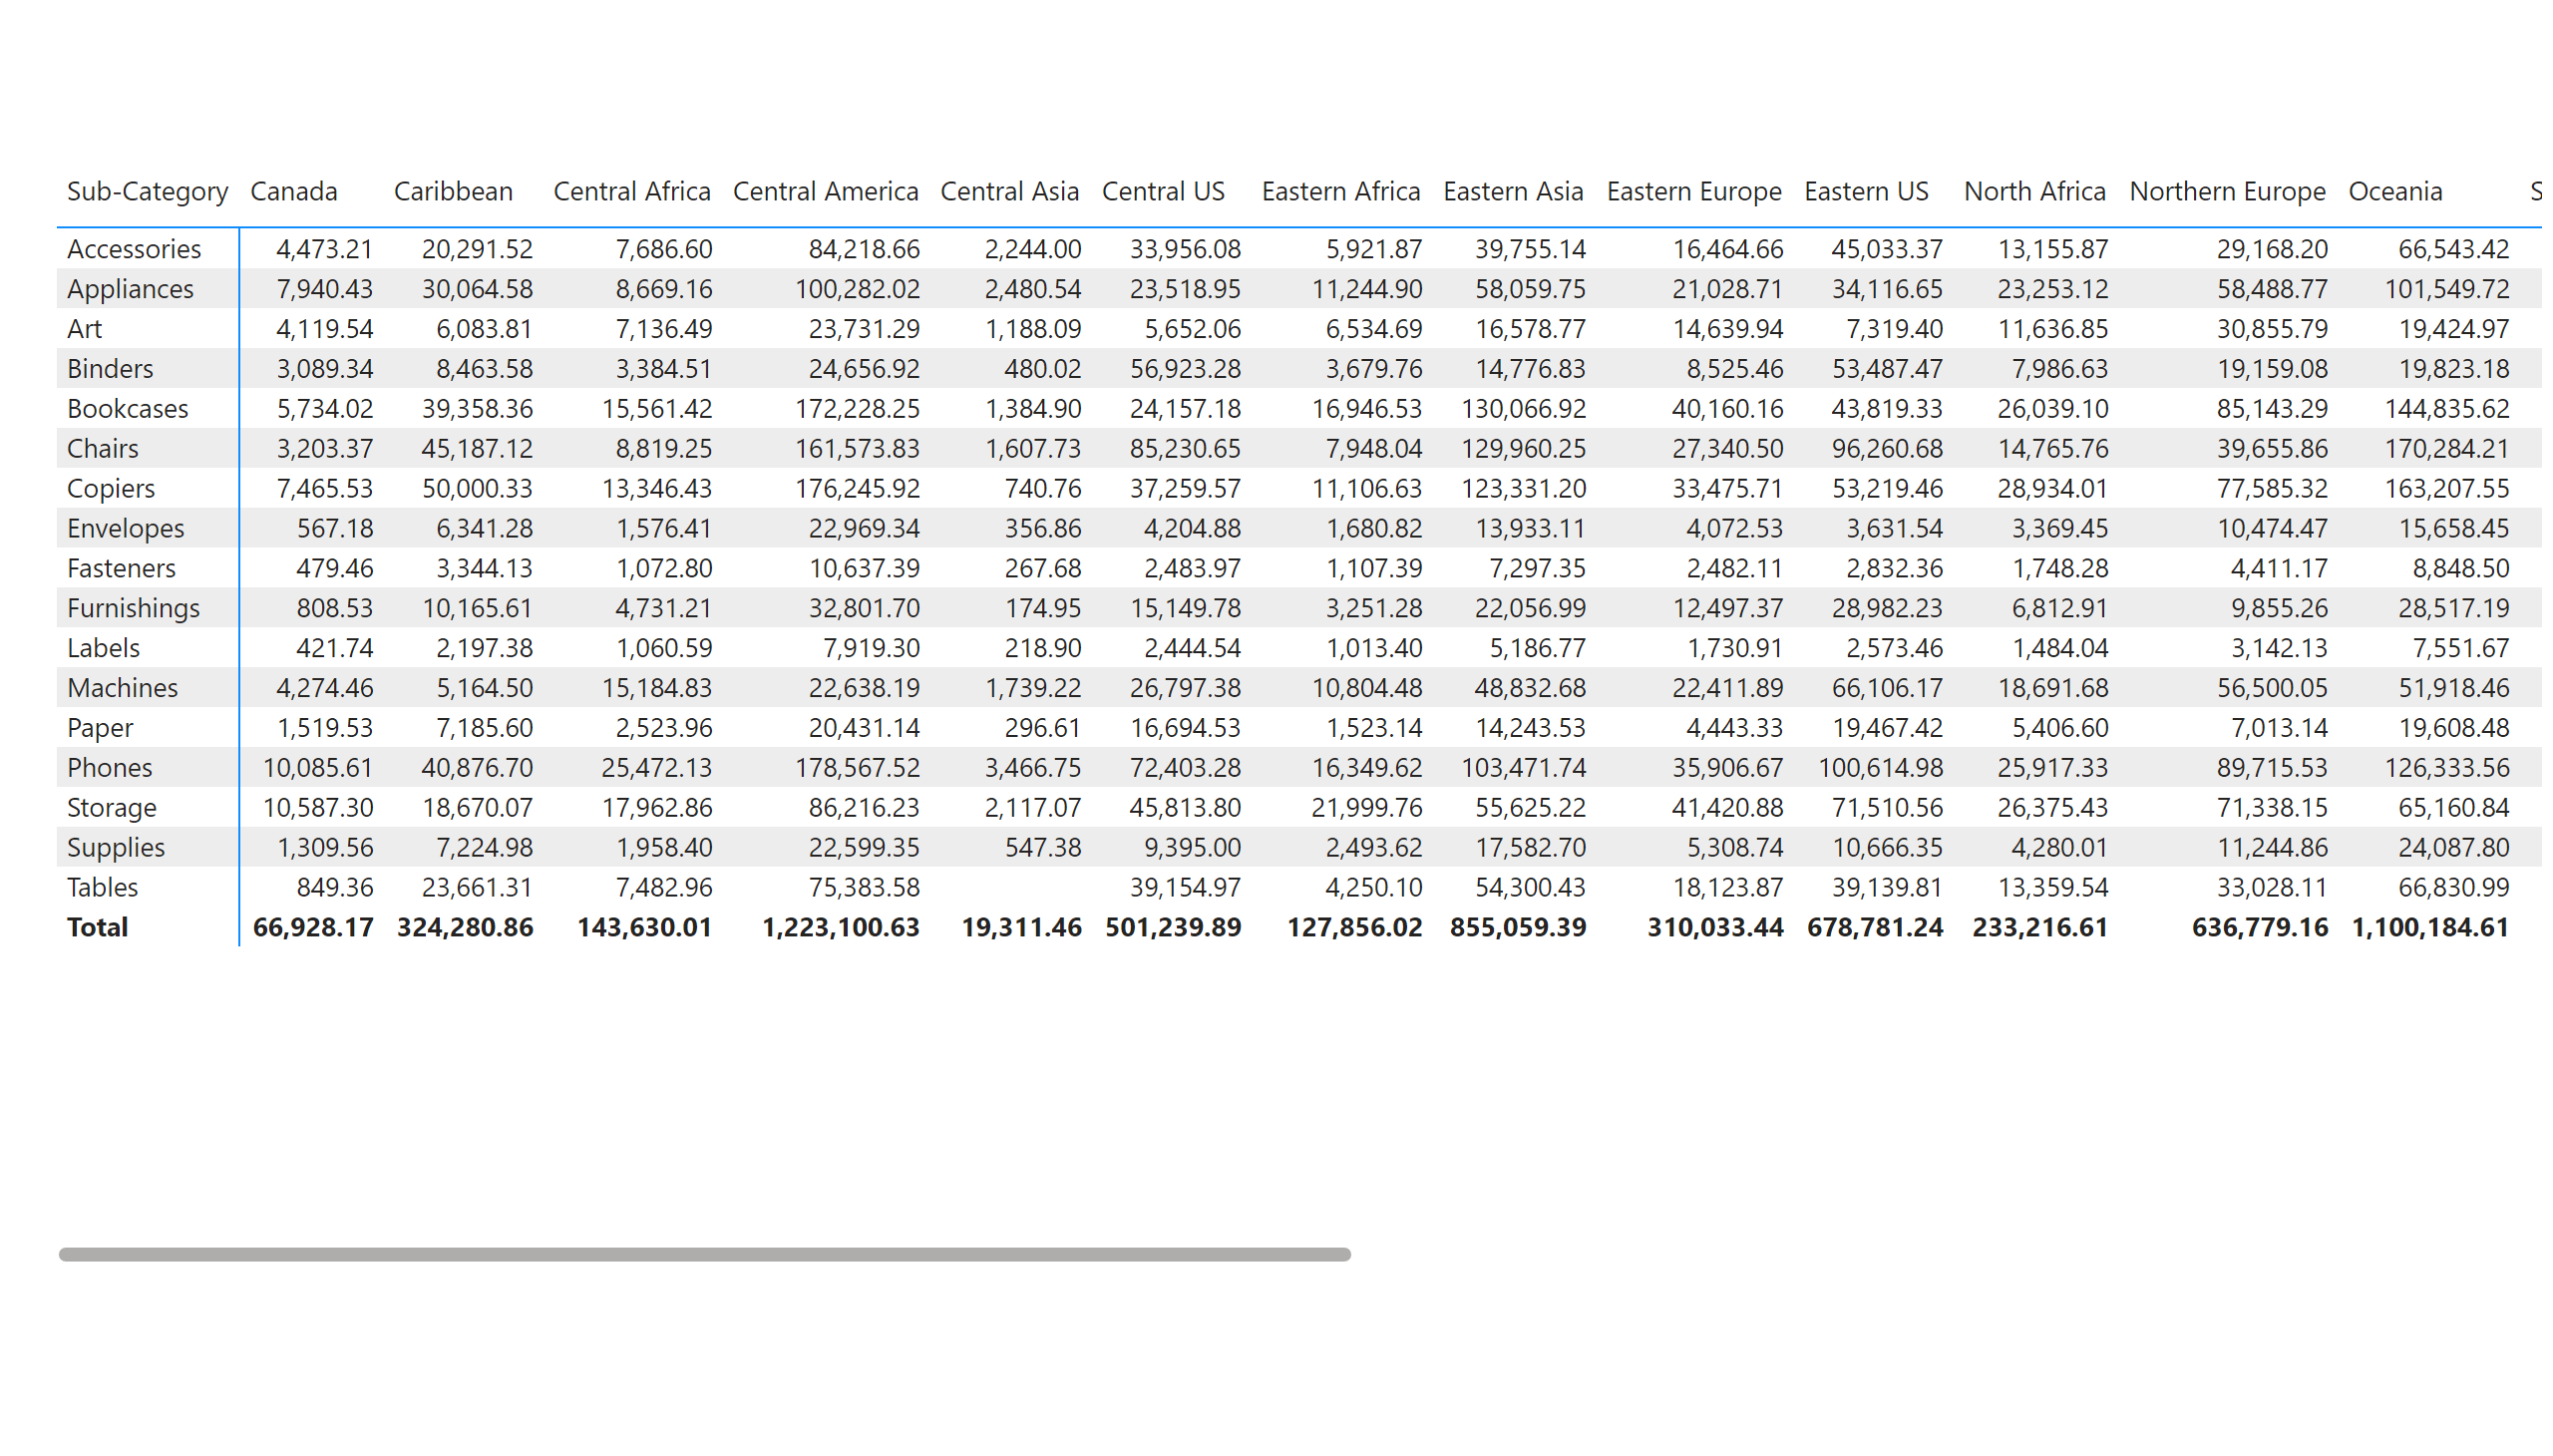 Sub-Category Canada Caribbean Central Africa Central America Central Asia Central US Eastern Africa Eastern Asia Eastern Europe Eastern US North Africa Northern Europe Oceania S
Accessories 4,473.21 20,291.52 7,686.60 84,218.66 2,244.00 33,956.08 5,921.87 39,755.14 16,464.66 45,033.37 13,155.87 29,168.20 66,543.42
Appliances 7,940.43 30,064.58 8,669.16 100,282.02 2,480.54 23,518.95 11,244.90 58,059.75 21,028.71 34,116.65 23,253.12 58,488.77 101,549.72
Art 4,119.54 6,083.81 7,136.49 23,731.29 1,188.09 5,652.06 6,534.69 16,578.77 14,639.94 7,319.40 11,636.85 30,855.79 19,424.97
Binders 3,089.34 8,463.58 3,384.51 24,656.92 480.02 56,923.28 3,679.76 14,776.83 8,525.46 53,487.47 7,986.63 19,159.08 19,823.18
Bookcases 5,734.02 39,358.36 15,561.42 172,228.25 1,384.90 24,157.18 16,946.53 130,066.92 40,160.16 43,819.33 26,039.10 85,143.29 144,835.62
Chairs 3,203.37 45,187.12 8,819.25 161,573.83 1,607.73 85,230.65 7,948.04 129,960.25 27,340.50 96,260.68 14,765.76 39,655.86 170,284.21
Copiers 7,465.53 50,000.33 13,346.43 176,245.92 740.76 37,259.57 11,106.63 123,331.20 33,475.71 53,219.46 28,934.01 77,585.32 163,207.55
Envelopes 567.18 6,341.28 1,576.41 22,969.34 356.86 4,204.88 1,680.82 13,933.11 4,072.53 3,631.54 3,369.45 10,474.47 15,658.45
Fasteners 479.46 3,344.13 1,072.80 10,637.39 267.68 2,483.97 1,107.39 7,297.35 2,482.11 2,832.36 1,748.28 4,411.17 8,848.50
Furnishings 808.53 10,165.61 4,731.21 32,801.70 174.95 15,149.78 3,251.28 22,056.99 12,497.37 28,982.23 6,812.91 9,855.26 28,517.19
Labels 421.74 2,197.38 1,060.59 7,919.30 218.90 2,444.54 1,013.40 5,186.77 1,730.91 2,573.46 1,484.04 3,142.13 7,551.67
Machines 4,274.46 5,164.50 15,184.83 22,638.19 1,739.22 26,797.38 10,804.48 48,832.68 22,411.89 66,106.17 18,691.68 56,500.05 51,918.46
Paper 1,519.53 7,185.60 2,523.96 20,431.14 296.61 16,694.53 1,523.14 14,243.53 4,443.33 19,467.42 5,406.60 7,013.14 19,608.48
Phones 10,085.61 40,876.70 25,472.13 178,567.52 3,466.75 72,403.28 16,349.62 103,471.74 35,906.67 100,614.98 25,917.33 89,715.53 126,333.56
Storage 10,587.30 18,670.07 17,962.86 86,216.23 2,117.07 45,813.80 21,999.76 55,625.22 41,420.88 71,510.56 26,375.43 71,338.15 65,160.84
Supplies 1,309.56 7,224.98 1,958.40 22,599.35 547.38 9,395.00 2,493.62 17,582.70 5,308.74 10,666.35 4,280.01 11,244.86 24,087.80
Tables 849.36 23,661.31 7,482.96 75,383.58 39,154.97 4,250.10 54,300.43 18,123.87 39,139.81 13,359.54 33,028.11 66,830.99
Total 66,928.17 324,280.86 143,630.01 1,223,100.63 19,311.46 501,239.89 127,856.02 855,059.39 310,033.44 678,781.24 233,216.61 636,779.16 1,100,184.61